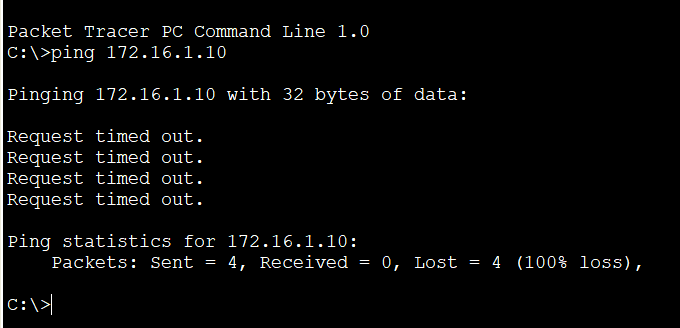 Packet Tracer PC Command Line 1.0
C:\>ping 172.16.1.10
Pinging 172.16.1.10 with 32 bytes of data:
Request timed out.
Request timed out.
Request timed out.
Request timed out.
Ping statistics for 172.16.1.10:
    Packets: Sent = 4, Received = 0, Lost = 4 (100% loss),
C:\>